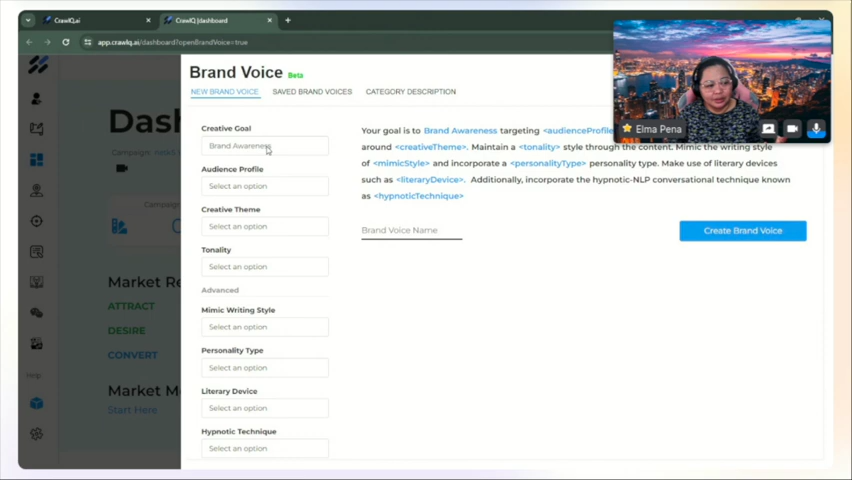 CrawlQ.ai
CrawlQ |dashboard
app.crawlq.ai/dashboard?openBrandVoice=true
Elma Pena
Brand Voice Beta
NEW BRAND VOICE SAVED BRAND VOICES CATEGORY DESCRIPTION
Creative Goal
Brand Awareness
Audience Profile
Select an option
Creative Theme
Select an option
Tonality
Select an option
Advanced
Mimic Writing Style
Select an option
Personality Type
Select an option
Literary Device
Select an option
Hypnotic Technique
Select an option
Your goal is to Brand Awareness targeting <audienceProfile
around <creativeTheme>. Maintain a <tonality> style through the content. Mimic the writing style
of <mimicStyle> and incorporate a <personalityType> personality type. Make use of literary devices
such as <literaryDevice>. Additionally, incorporate the hypnotic-NLP conversational technique known
as <hypnoticTechnique>
Brand Voice Name
Create Brand Voice
Dash
Campaign:
Campaign
Market Re
ATTRACT
DESIRE
CONVERT
Market M
Start Here
Help